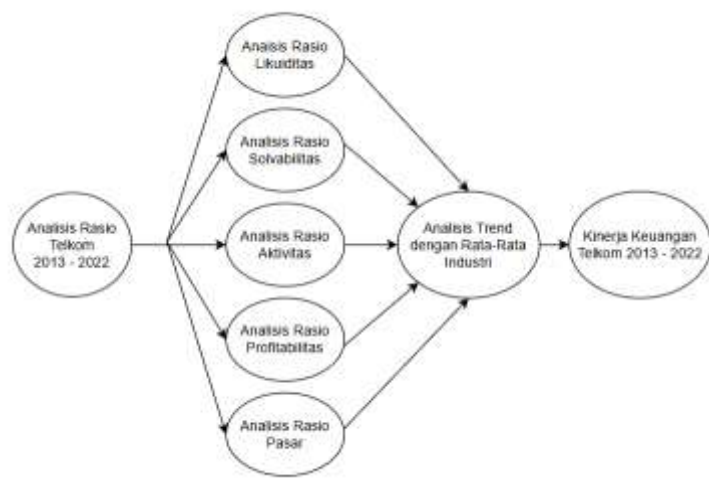 Anaisis Rasio
Likuiditas
Analisis Rasio
Solvabilitas
Analisis Rasio
Telkom
2013 - 2022
Analisis Rasio
Aktivitas
Analisis Trend
dengan Rata-Rata
Industri
Kinerja Keuangan
Telkom 2013 - 2022
Analisis Rasio
Profitabilitas
Analisis Rasio
Pasar